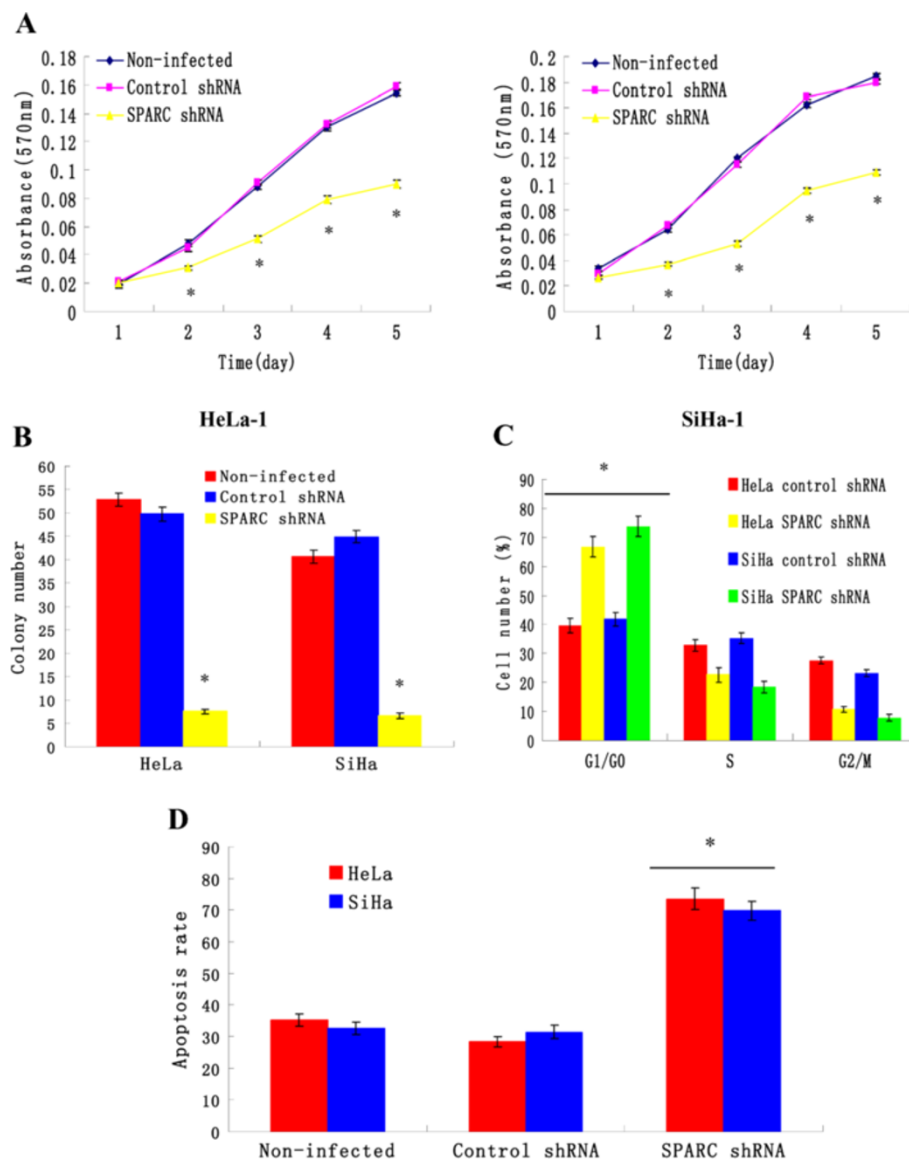 A
Non-infected
Control shRNA
SPARC shRNA
Absorbance(570nm)
0.18
0.16
0.14
0.12
0.1
0.08
0.06
0.04
0.02
0
*
*
*
*
1 2 3 4 5
Time(day)
HeLa-1
Non-infected
Control shRNA
SPARC shRNA
Absorbance (570nm)
0.2
0.18
0.16
0.14
0.12
0.1
0.08
0.06
0.04
0.02
0
*
*
*
*
1 2 3 4 5
Time(day)
SiHa-1
B
Non-infected
Control shRNA
SPARC shRNA
Colony number
60
55
50
45
40
35
30
25
20
15
10
5
0
* *
HeLa SiHa
C
*
HeLa control shRNA
HeLa SPARC shRNA
SiHa control shRNA
SiHa SPARC shRNA
Cell number (%)
90
80
70
60
50
40
30
20
10
0
G1/G0 S G2/M
D
*
HeLa
SiHa
Apoptosis rate
90
80
70
60
50
40
30
20
10
0
Non-infected Control shRNA SPARC shRNA